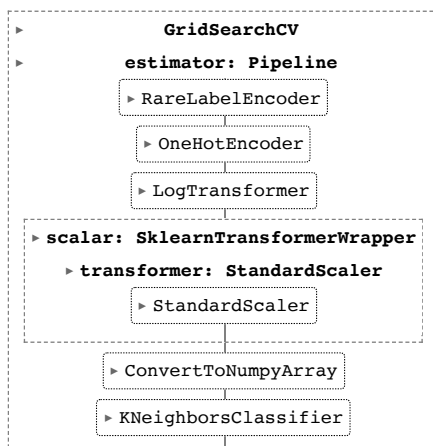 GridSearchCV
estimator: Pipeline
RareLabelEncoder
OneHotEncoder
LogTransformer
scalar: SklearnTransformerWrapper
transformer: StandardScaler
StandardScaler
ConvertToNumpyArray
KNeighborsClassifier